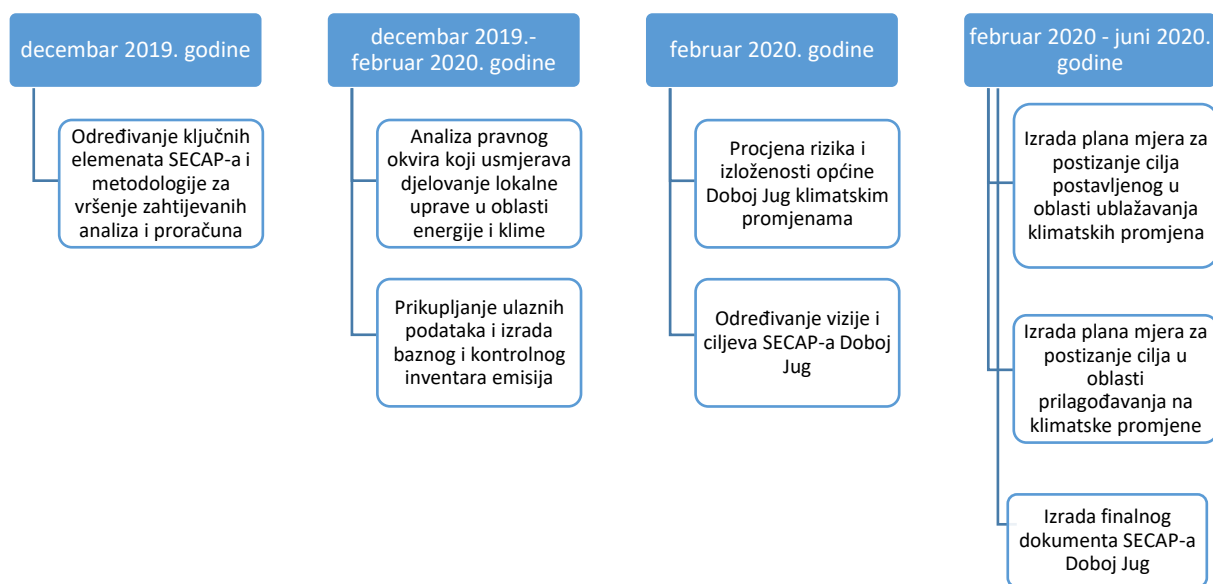 decembar 2019. godine
Određivanje ključnih
elemenata SECAP-a i
metodologije za
vršenje zahtijevanih
analiza i proračuna
decembar 2019.-
februar 2020. godine
Analiza pravnog
okvira koji usmjerava
djelovanje lokalne
uprave u oblasti
energije i klime
Prikupljanje ulaznih
podataka i izrada
baznog i kontrolnog
inventara emisija
februar 2020. godine
Procjena rizika i
izloženosti općine
Doboj Jug klimatskim
promjenama
Određivanje vizije i
ciljeva SECAP-a Doboj
Jug
februar 2020 - juni 2020.
godine
Izrada plana mjera za
postizanje cilja
postavljenog u
oblasti ublažavanja
klimatskih promjena
Izrada plana mjera za
postizanje cilja u
oblasti
prilagođavanja na
klimatske promjene
Izrada finalnog
dokumenta SECAP-a
Doboj Jug